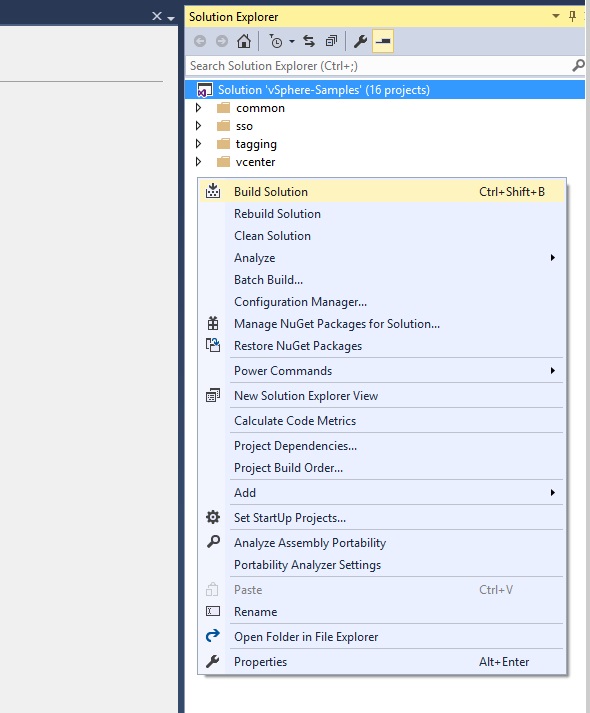 Solution Explorer
Search Solution Explorer (Ctrl+;)
Solution 'vSphere-Samples' (16 projects)
common
sso
tagging
vcenter
Build Solution Ctrl+Shift+B
Rebuild Solution
Clean Solution
Analyze
Batch Build...
Configuration Manager...
Manage NuGet Packages for Solution...
Restore NuGet Packages
Power Commands
New Solution Explorer View
Calculate Code Metrics
Project Dependencies...
Project Build Order...
Add
Set StartUp Projects...
Analyze Assembly Portability
Portability Analyzer Settings
Paste Ctrl+V
Rename
Open Folder in File Explorer
Properties Alt+Enter